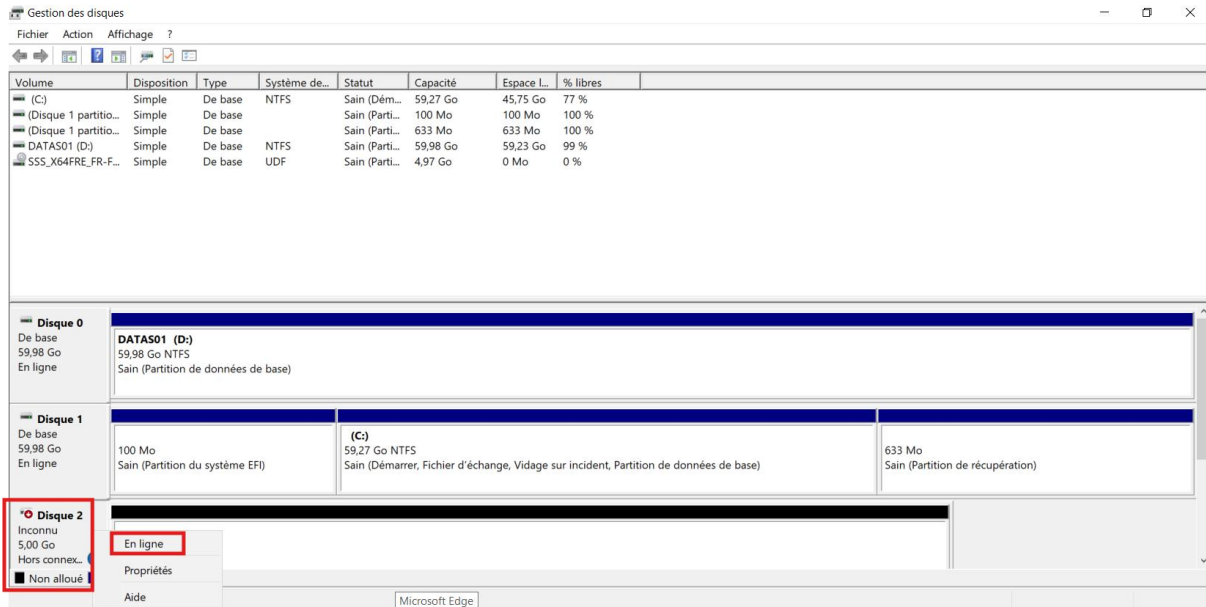 Gestion des disques
Fichier Action Affichage ?
Volume Disposition Type Système de... Statut Capacité Espace l... % libres
(C:) Simple De base NTFS Sain (Dém... 59,27 Go 45,75 Go 77 %
(Disque 1 partitio... Simple De base Sain (Parti... 100 Mo 100 Mo 100 %
(Disque 1 partitio... Simple De base Sain (Parti... 633 Mo 633 Mo 100 %
DATAS01 (D:) Simple De base NTFS Sain (Parti... 59,98 Go 59,23 Go 99 %
SSS_X64FRE_FR-F... Simple De base UDF Sain (Parti... 4,97 Go 0 Mo 0 %
Disque 0
De base
59,98 Go
En ligne
DATAS01 (D:)
59,98 Go NTFS
Sain (Partition de données de base)
Disque 1
De base
59,98 Go
En ligne
100 Mo
Sain (Partition du système EFI)
(C:)
59,27 Go NTFS
Sain (Démarrer, Fichier d'échange, Vidage sur incident, Partition de données de base)
633 Mo
Sain (Partition de récupération)
Disque 2
Inconnu
5,00 Go
Hors connex...
En ligne
Propriétés
Aide
Non alloué
Microsoft Edge